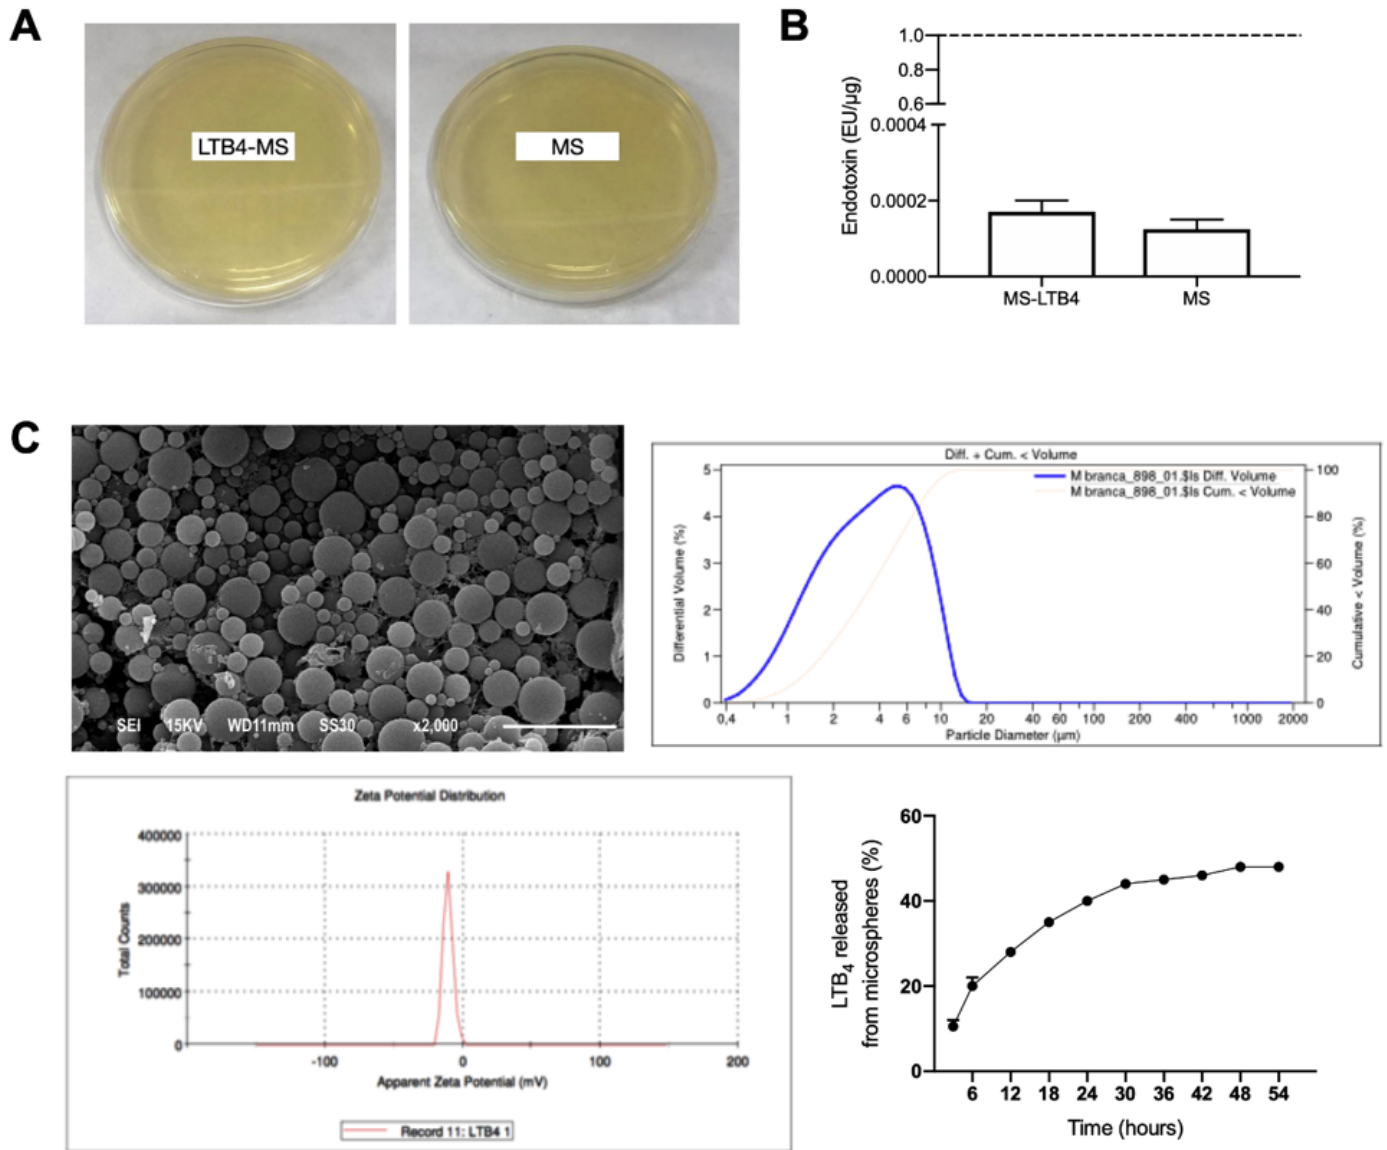 A
LTB4-MS
MS
B
Endotoxin (EU/µg)
1.0
0.8
0.6
0.0004
0.0002
0.0000
MS-LTB4
MS
C
SEI 15KV WD11mm SS30 x2,000
Diff. + Cum. < Volume
M branca_898_01.$ls Diff. Volume
M branca_898_01.$ls Cum. < Volume
Differential Volume (%)
5
4
3
2
1
0
100
80
60
40
20
0
Cumulative < Volume (%)
0,4 1 2 4 6 10 20 40 60 100 200 400 1000 2000
Particle Diameter (µm)
Zeta Potential Distribution
Total Counts
400000
300000
200000
100000
0
-100 0 100 200
Apparent Zeta Potential (mV)
Record 11: LTB4 1
LTB4 released
from microspheres (%)
60
40
20
0
6 12 18 24 30 36 42 48 54
Time (hours)